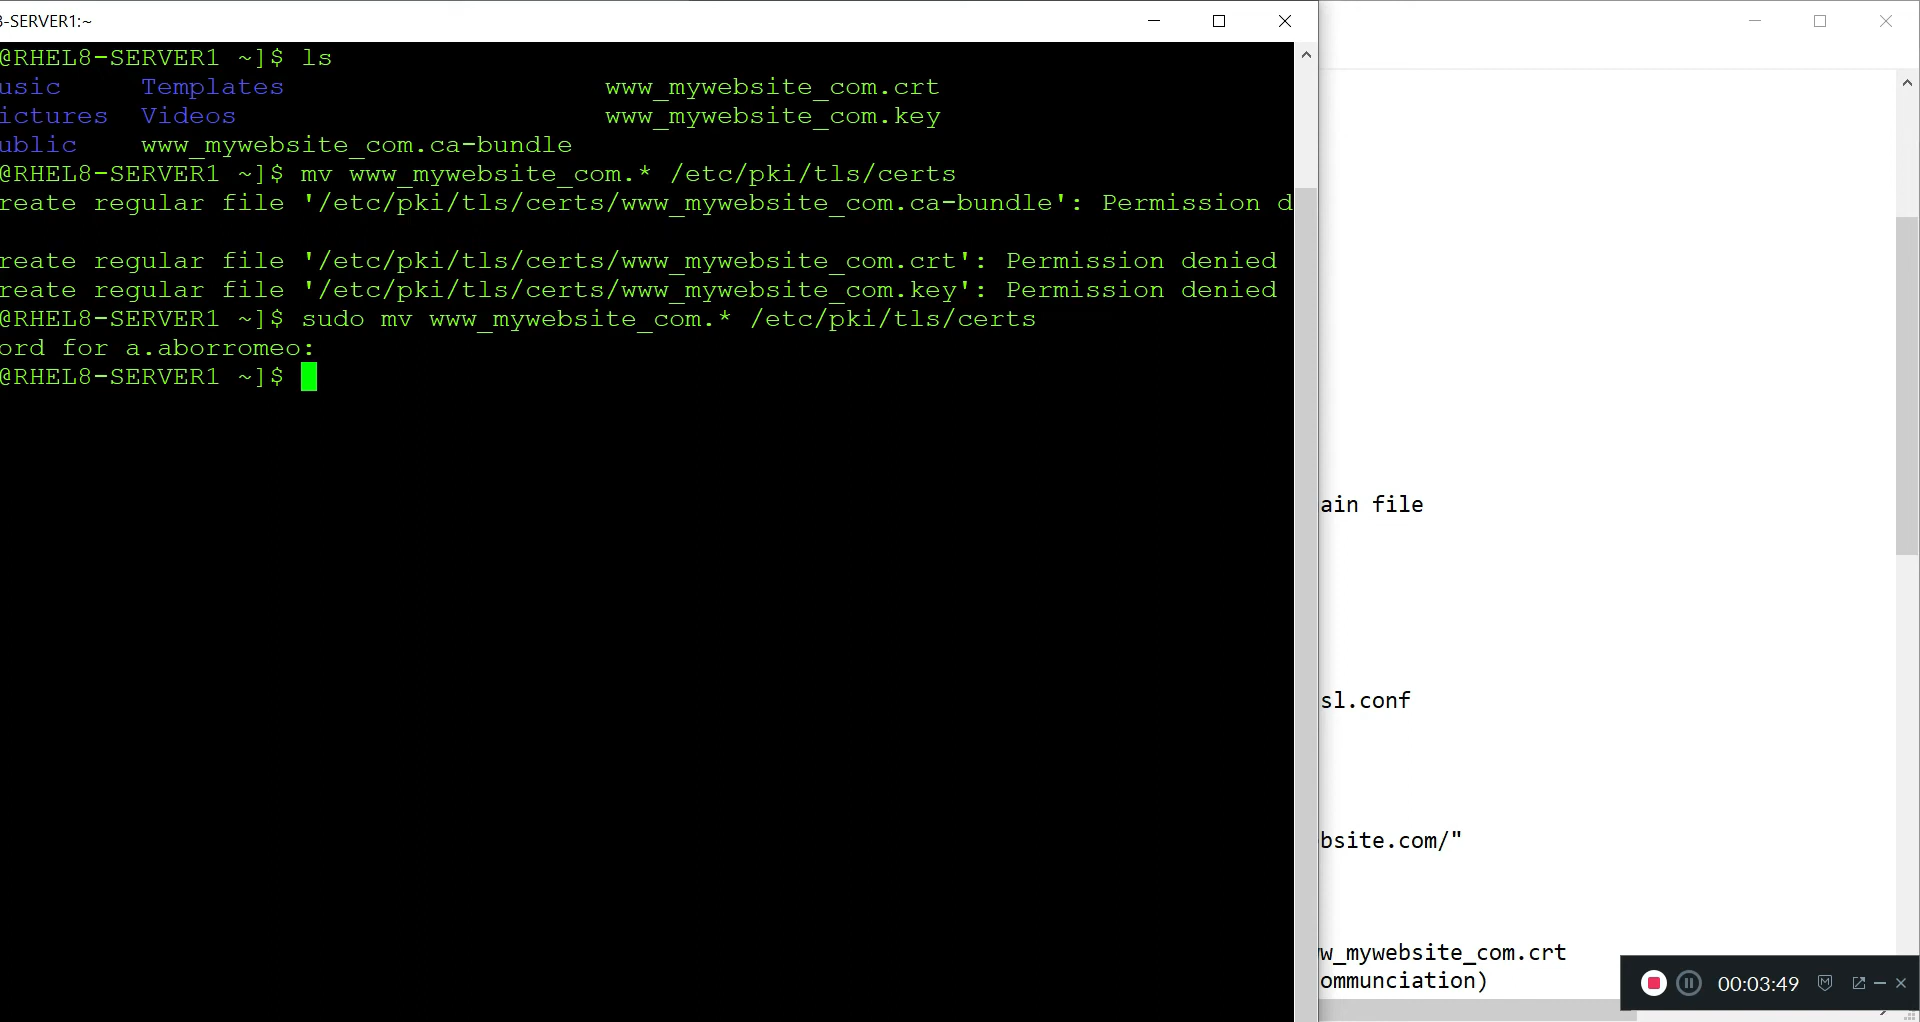 -SERVER1:~
@RHEL8-SERVER1 ~]$ ls
usic Templates www_mywebsite_com.crt
ictures Videos www_mywebsite_com.key
ublic www_mywebsite_com.ca-bundle
@RHEL8-SERVER1 ~]$ mv www_mywebsite_com.* /etc/pki/tls/certs
reate regular file '/etc/pki/tls/certs/www_mywebsite_com.ca-bundle': Permission d
reate regular file '/etc/pki/tls/certs/www_mywebsite_com.crt': Permission denied
reate regular file '/etc/pki/tls/certs/www_mywebsite_com.key': Permission denied
@RHEL8-SERVER1 ~]$ sudo mv www_mywebsite_com.* /etc/pki/tls/certs
ord for a.aborromeo:
@RHEL8-SERVER1 ~]$
ain file
sl.conf
bsite.com/"
w_mywebsite_com.crt
ommunciation)
00:03:49